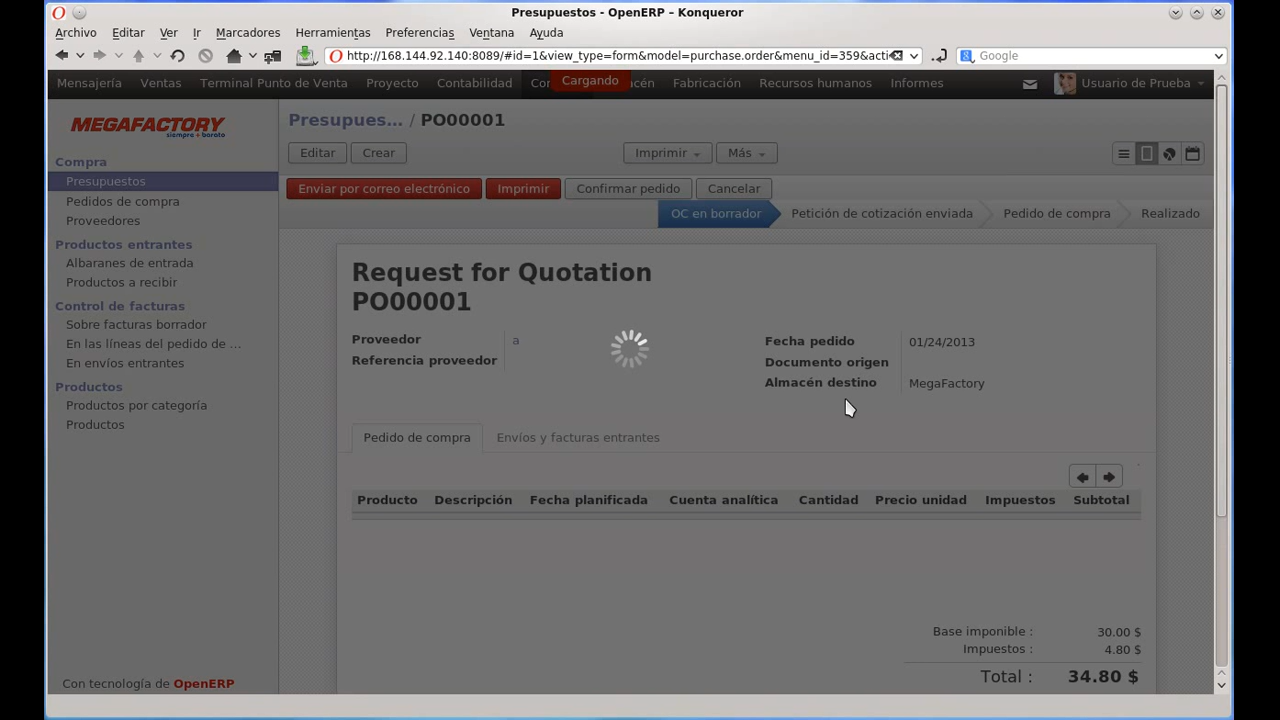 Presupuestos - OpenERP – Konqueror
Archivo Editar Ver Ir Marcadores Herramientas Preferencias Ventana Ayuda
http://168.144.92.140:8089/#id=1&view_type=form&model=purchase.order&menu_id=359&acti
Google
Mensajería Ventas Terminal Punto de Venta Proyecto Contabilidad Cargando Fabricación Recursos humanos Informes Usuario de Prueba
MEGAFACTORY
siempre + barato
Presupues... / PO00001
Editar Crear Imprimir Más
Compra
Presupuestos
Pedidos de compra
Proveedores
Productos entrantes
Albaranes de entrada
Productos a recibir
Control de facturas
Sobre facturas borrador
En las líneas del pedido de ...
En envíos entrantes
Productos
Productos por categoría
Productos
Con tecnología de OpenERP
Enviar por correo electrónico Imprimir Confirmar pedido Cancelar
OC en borrador Petición de cotización enviada Pedido de compra Realizado
Request for Quotation
PO00001
Proveedor a
Referencia proveedor
Fecha pedido 01/24/2013
Documento origen
Almacén destino MegaFactory
Pedido de compra Envíos y facturas entrantes
Producto Descripción Fecha planificada Cuenta analítica Cantidad Precio unidad Impuestos Subtotal
Base imponible : 30.00 $
Impuestos : 4.80 $
Total : 34.80 $